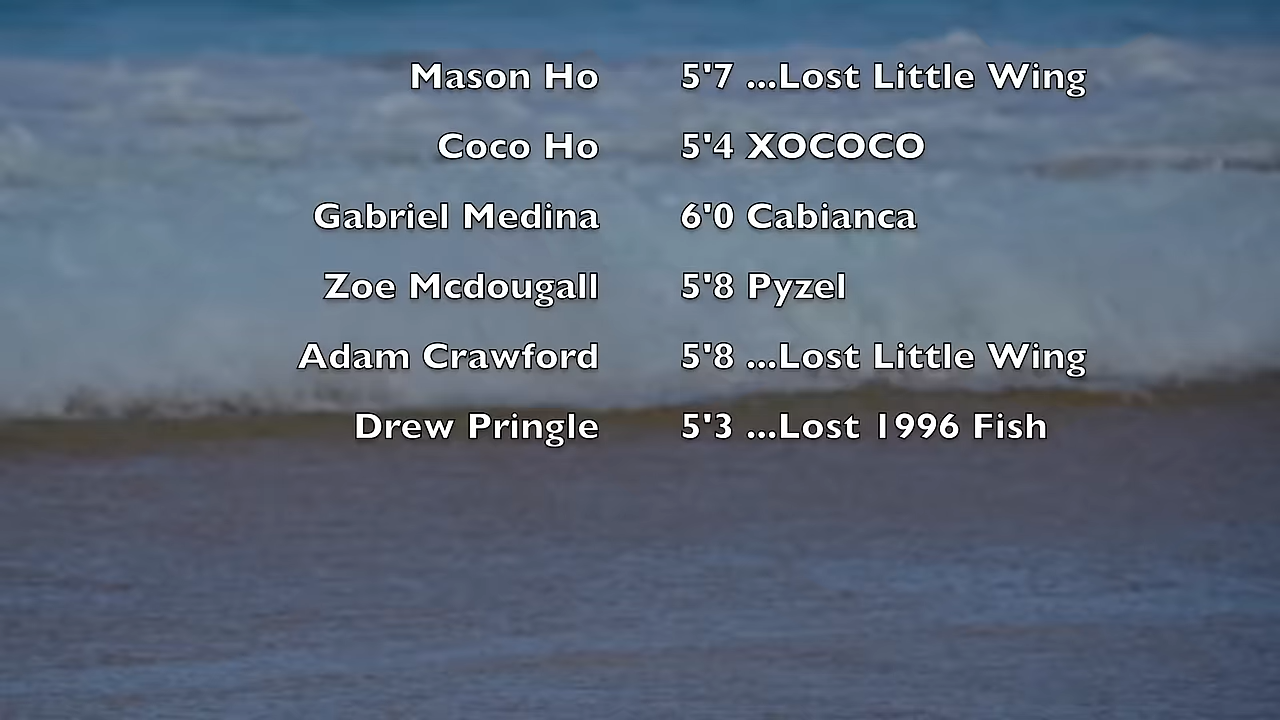 Mason Ho 5'7 ...Lost Little Wing
Coco Ho 5'4 XOCOCO
Gabriel Medina 6'0 Cabianca
Zoe Mcdougall 5'8 Pyzel
Adam Crawford 5'8 ...Lost Little Wing
Drew Pringle 5'3 ...Lost 1996 Fish